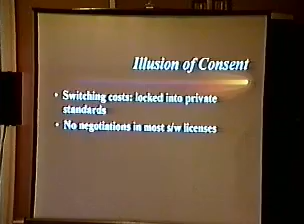 Illusion of Consent
• Switching costs: locked into private
standards
• No negotiations in most s/w licenses